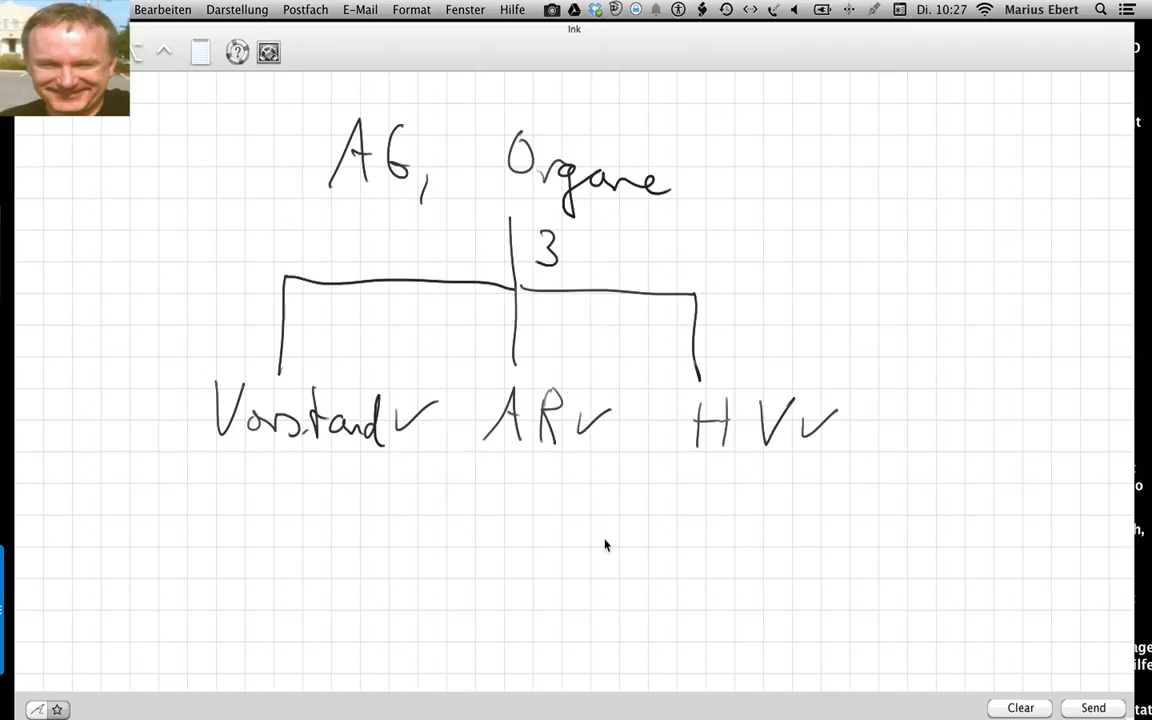 Bearbeiten Darstellung Postfach E-Mail Format Fenster Hilfe Di. 10:27 Marius Ebert
Ink
AG, Organe
3
Vorstand ✓ AR ✓ HV ✓
Clear Send